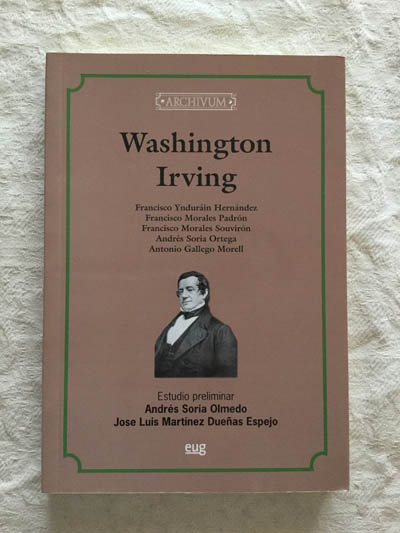 ARCHIVUM
Washington
Irving
Francisco Ynduráin Hernández
Francisco Morales Padrón
Francisco Morales Souvirón
Andrés Soria Ortega
Antonio Gallego Morell
Estudio preliminar
Andrés Soria Olmedo
Jose Luis Martínez Dueñas Espejo
eug